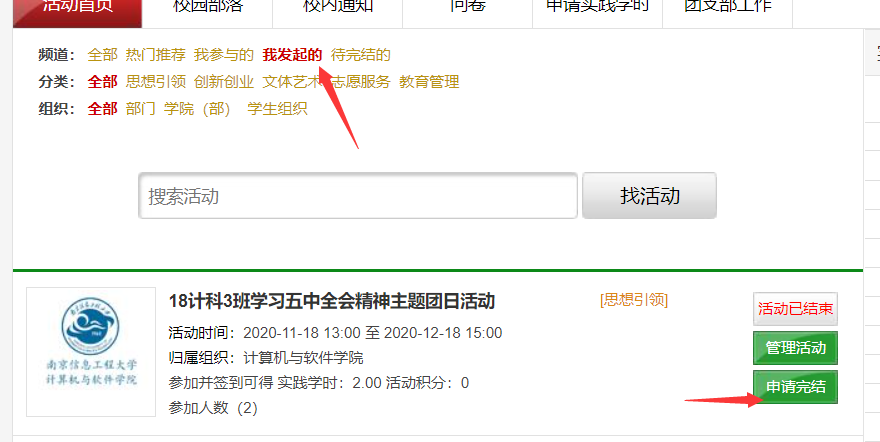 活动首页 校园部落 校内通知 问卷 申请实践学时 团支部工作
频道: 全部 热门推荐 我参与的 我发起的 待完结的
分类: 全部 思想引领 创新创业 文体艺术 志愿服务 教育管理
组织: 全部 部门 学院（部） 学生组织
搜索活动 找活动
18计科3班学习五中全会精神主题团日活动 [思想引领] 活动已结束
活动时间：2020-11-18 13:00 至 2020-12-18 15:00
管理活动
归属组织：计算机与软件学院
南京信息工程大学
计算机与软件学院
参加并签到可得 实践学时：2.00 活动积分：0
申请完结
参加人数（2）